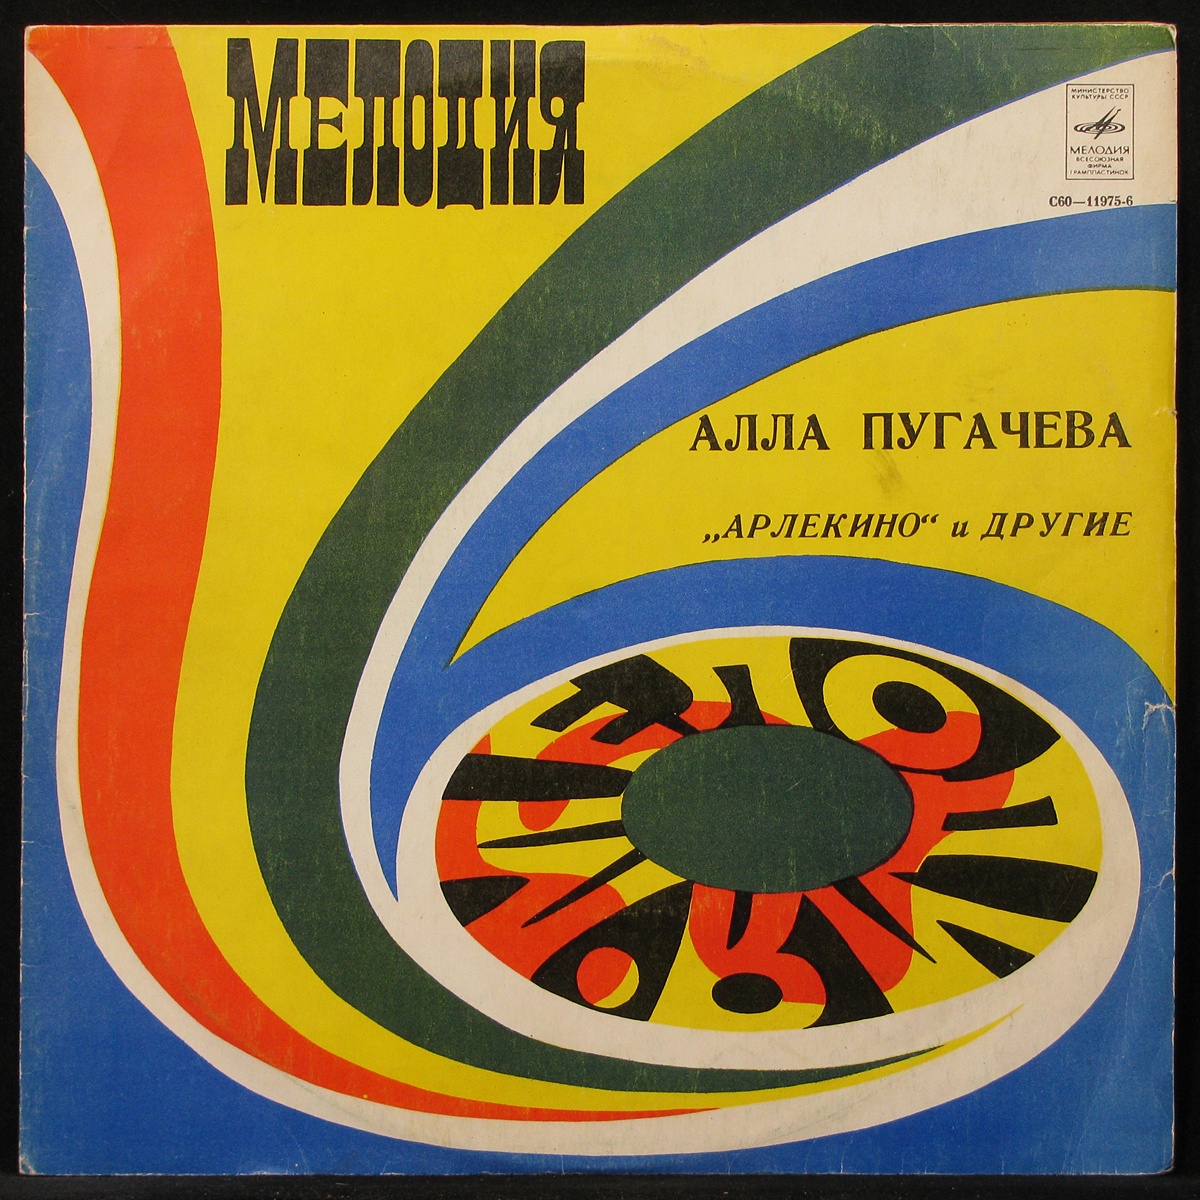 МЕЛОДИЯ
МИНИСТЕРСТВО
КУЛЬТУРЫ СССР
МЕЛОДИЯ
ВСЕСОЮЗНАЯ
ФИРМА
ГРАМПЛАСТИНОК
С60—11975-6
АЛЛА ПУГАЧЕВА
„АРЛЕКИНО“ и ДРУГИЕ